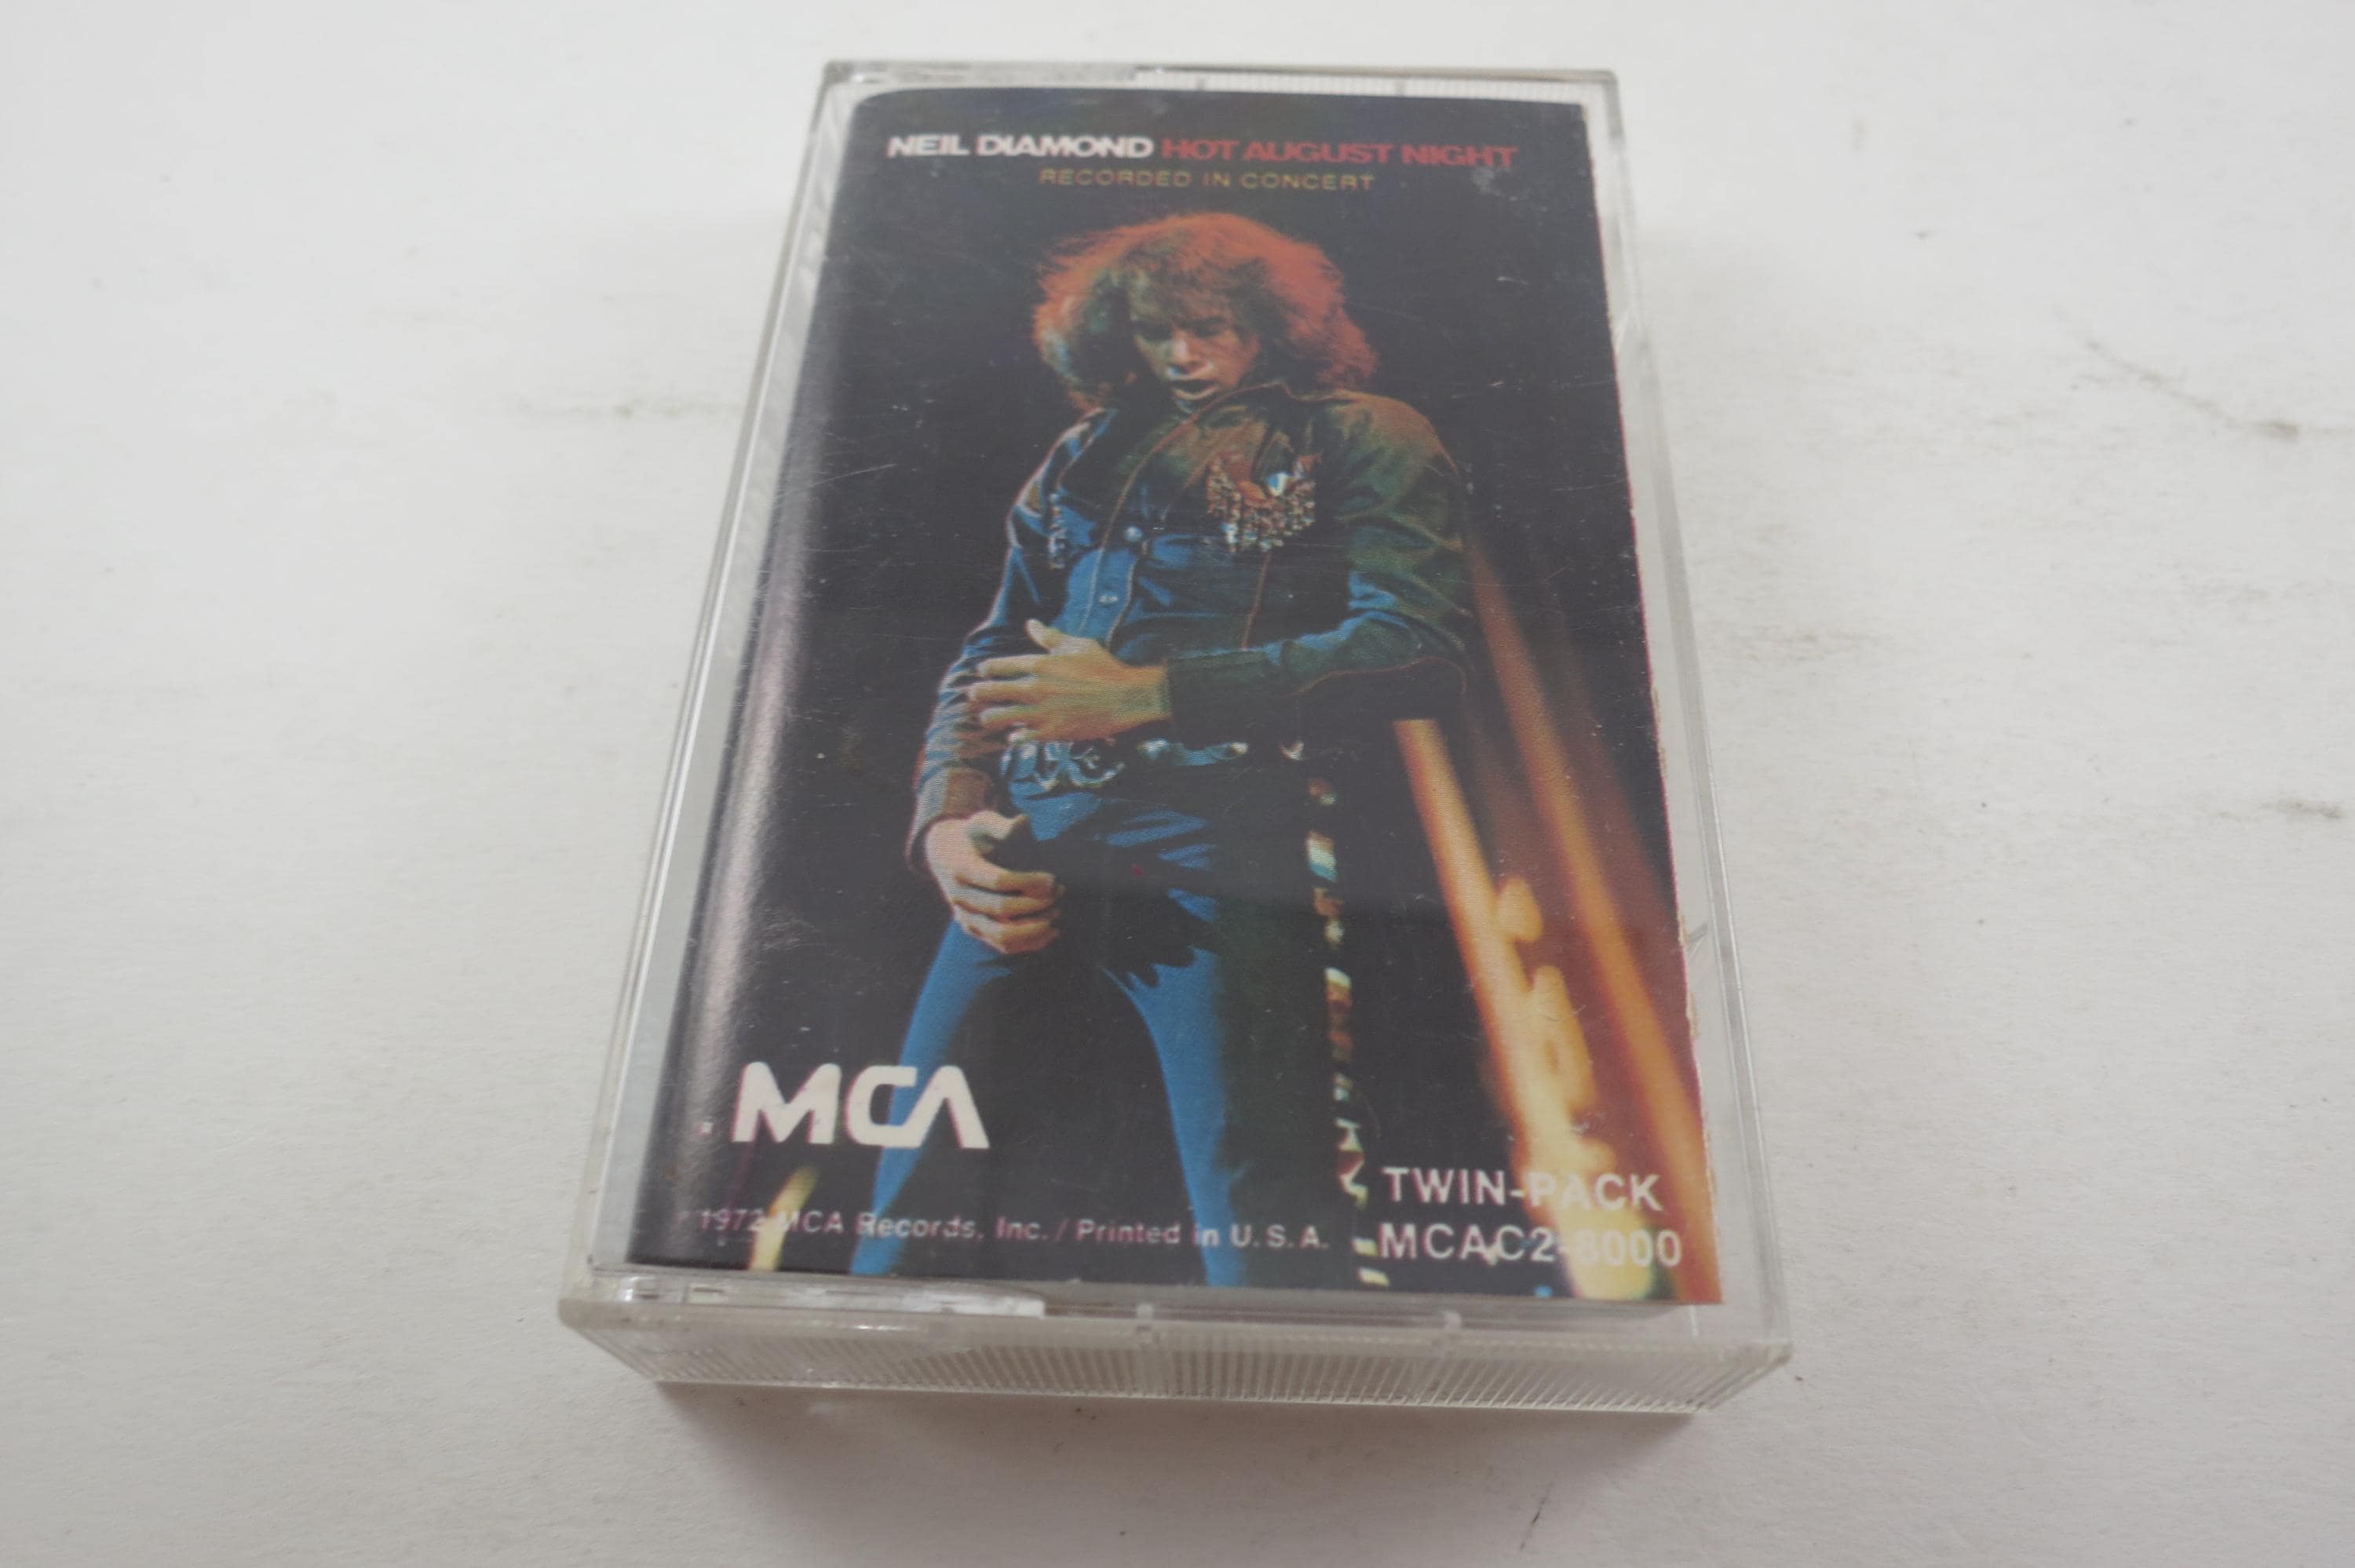 NEIL DIAMOND HOT AUGUST NIGHT
RECORDED IN CONCERT
MCA
1972 MCA Records, Inc. / Printed in U.S.A.
TWIN-PACK
MCAC2-8000